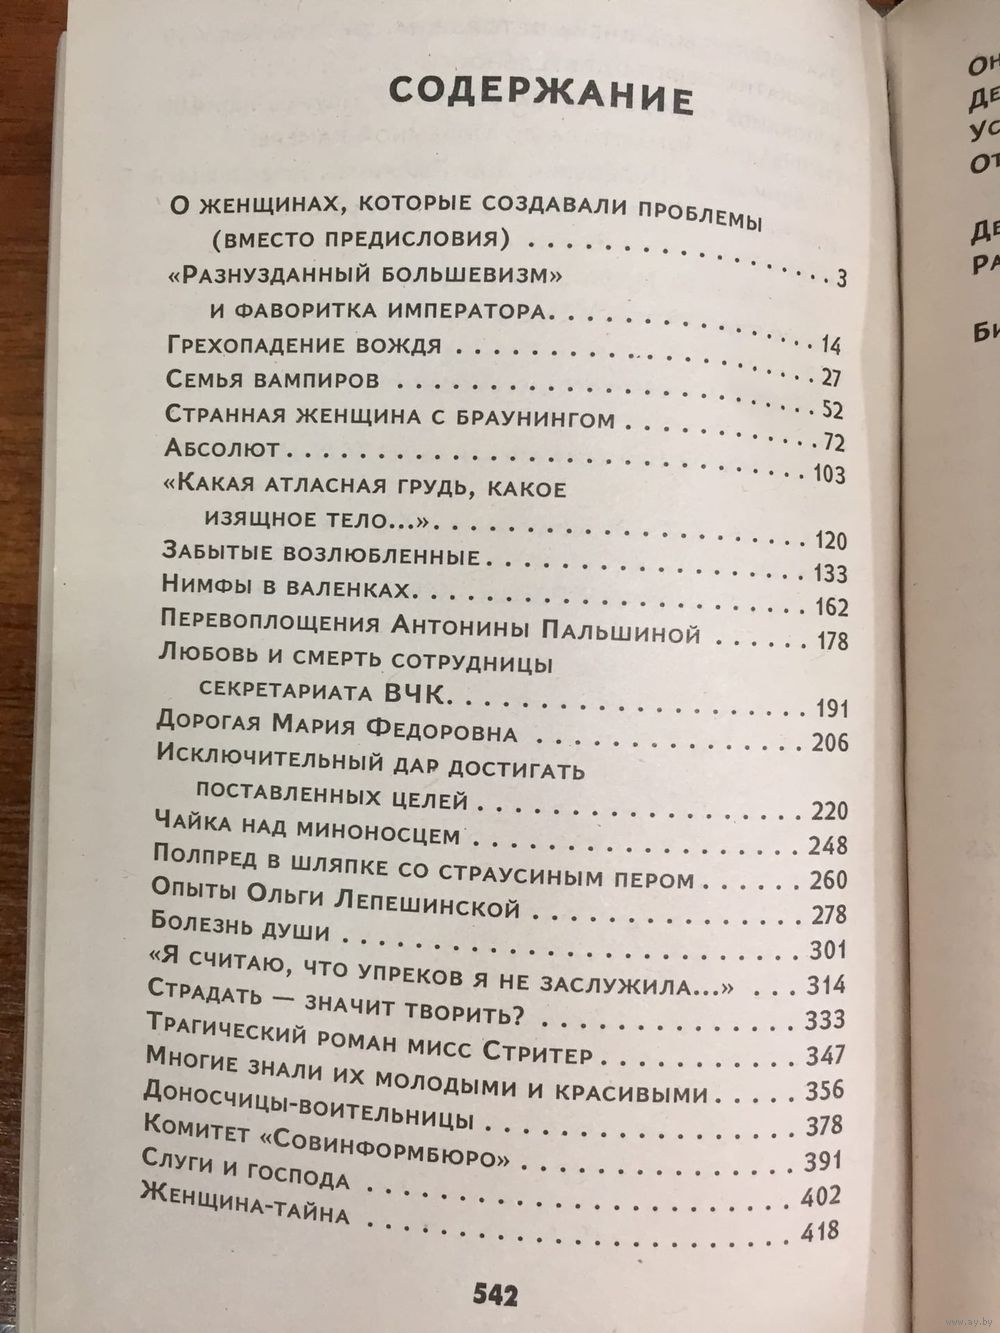 СОДЕРЖАНИЕ
О ЖЕНЩИНАХ, КОТОРЫЕ СОЗДАВАЛИ ПРОБЛЕМЫ
(ВМЕСТО ПРЕДИСЛОВИЯ) . . . . . . . . . . . . . . . . . 3
«РАЗНУЗДАННЫЙ БОЛЬШЕВИЗМ»
И ФАВОРИТКА ИМПЕРАТОРА. . . . . . . . . . . . . . . 14
ГРЕХОПАДЕНИЕ ВОЖДЯ . . . . . . . . . . . . . . . . . . . 27
СЕМЬЯ ВАМПИРОВ . . . . . . . . . . . . . . . . . . . . . . 52
СТРАННАЯ ЖЕНЩИНА С БРАУНИНГОМ . . . . . . . . . . . 72
АБСОЛЮТ . . . . . . . . . . . . . . . . . . . . . . . . . . . . 103
«КАКАЯ АТЛАСНАЯ ГРУДЬ, КАКОЕ
ИЗЯЩНОЕ ТЕЛО...». . . . . . . . . . . . . . . . . . . . 120
ЗАБЫТЫЕ ВОЗЛЮБЛЕННЫЕ. . . . . . . . . . . . . . . . . . 133
НИМФЫ В ВАЛЕНКАХ. . . . . . . . . . . . . . . . . . . . . 162
ПЕРЕВОПЛОЩЕНИЯ АНТОНИНЫ ПАЛЬШИНОЙ . . . . . . 178
ЛЮБОВЬ И СМЕРТЬ СОТРУДНИЦЫ
СЕКРЕТАРИАТА ВЧК. . . . . . . . . . . . . . . . . . . . 191
ДОРОГАЯ МАРИЯ ФЕДОРОВНА . . . . . . . . . . . . . . . 206
ИСКЛЮЧИТЕЛЬНЫЙ ДАР ДОСТИГАТЬ
ПОСТАВЛЕННЫХ ЦЕЛЕЙ . . . . . . . . . . . . . . . . . . 220
ЧАЙКА НАД МИНОНОСЦЕМ . . . . . . . . . . . . . . . . . . 248
ПОЛПРЕД В ШЛЯПКЕ СО СТРАУСИНЫМ ПЕРОМ . . . . . . 260
ОПЫТЫ ОЛЬГИ ЛЕПЕШИНСКОЙ . . . . . . . . . . . . . . . 278
БОЛЕЗНЬ ДУШИ . . . . . . . . . . . . . . . . . . . . . . . . . 301
«Я СЧИТАЮ, ЧТО УПРЕКОВ Я НЕ ЗАСЛУЖИЛА...» . . . 314
СТРАДАТЬ — ЗНАЧИТ ТВОРИТЬ? . . . . . . . . . . . . . . . 333
ТРАГИЧЕСКИЙ РОМАН МИСС СТРИТЕР . . . . . . . . . . . . 347
МНОГИЕ ЗНАЛИ ИХ МОЛОДЫМИ И КРАСИВЫМИ . . . . . 356
ДОНОСЧИЦЫ-ВОИТЕЛЬНИЦЫ . . . . . . . . . . . . . . . . . . 378
КОМИТЕТ «СОВИНФОРМБЮРО» . . . . . . . . . . . . . . . . 391
СЛУГИ И ГОСПОДА . . . . . . . . . . . . . . . . . . . . . . . . 402
ЖЕНЩИНА-ТАЙНА . . . . . . . . . . . . . . . . . . . . . . . . 418
542
www.ay.by